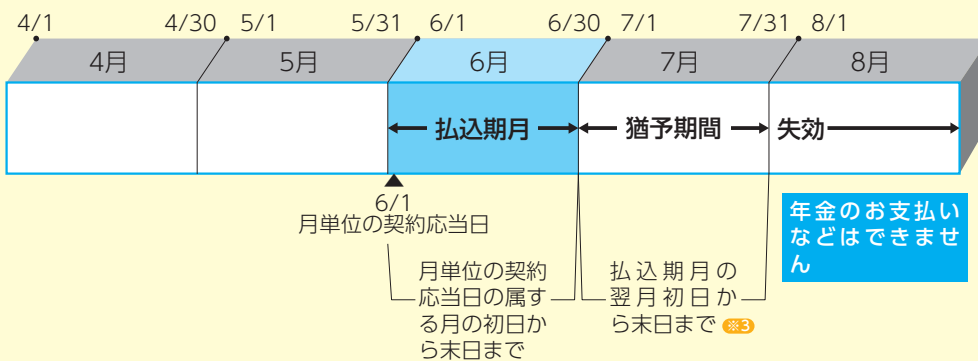 4/1 4/30 5/1 5/31 6/1 6/30 7/1 7/31 8/1
4月 5月 6月 7月 8月
払込期月 猶予期間 失効
6/1
月単位の契約応当日
年金のお支払い
などはできませ
ん
月単位の契約
応当日の属す
る月の初日か
ら末日まで
払込期月の
翌月初日か
ら末日まで ※3